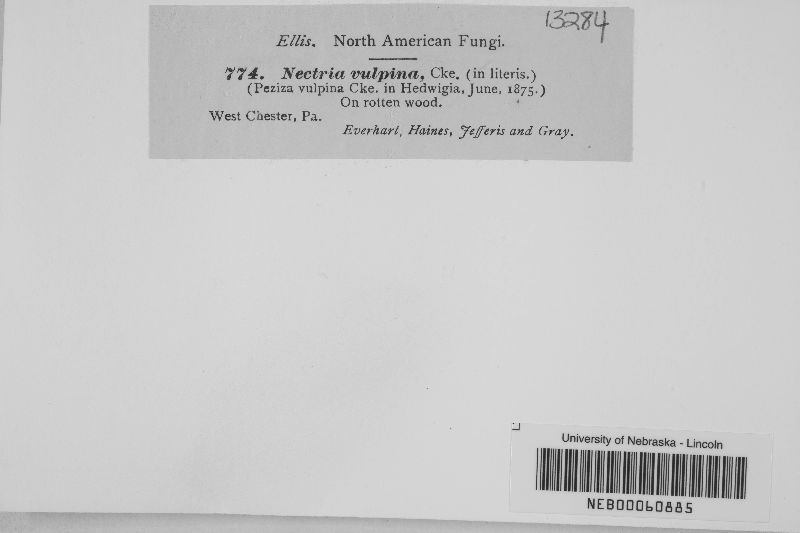 13284
Ellis. North American Fungi.
774. Nectria vulpina, Cke. (in literis.)
(Peziza vulpina Cke. in Hedwigia, June, 1875.)
On rotten wood.
West Chester, Pa.
Everhart, Haines, Jefferis and Gray.
University of Nebraska - Lincoln
NEB00060885